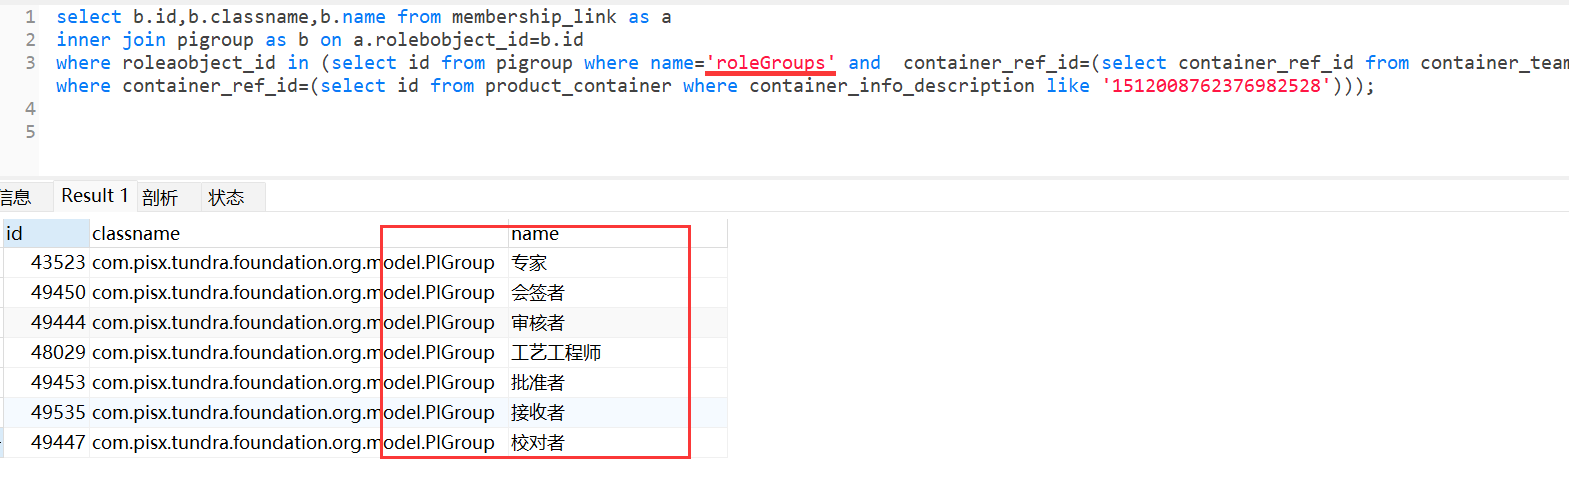 1 select b.id,b.classname,b.name from membership_link as a
2 inner join pigroup as b on a.rolebobject_id=b.id
3 where roleaobject_id in (select id from pigroup where name='roleGroups' and  container_ref_id=(select container_ref_id from container_team
where container_ref_id=(select id from product_container where container_info_description like '1512008762376982528')));
4
5
信息 Result 1 剖析 状态
id classname name
43523 com.pisx.tundra.foundation.org.model.PIGroup 专家
49450 com.pisx.tundra.foundation.org.model.PIGroup 会签者
49444 com.pisx.tundra.foundation.org.model.PIGroup 审核者
48029 com.pisx.tundra.foundation.org.model.PIGroup 工艺工程师
49453 com.pisx.tundra.foundation.org.model.PIGroup 批准者
49535 com.pisx.tundra.foundation.org.model.PIGroup 接收者
49447 com.pisx.tundra.foundation.org.model.PIGroup 校对者